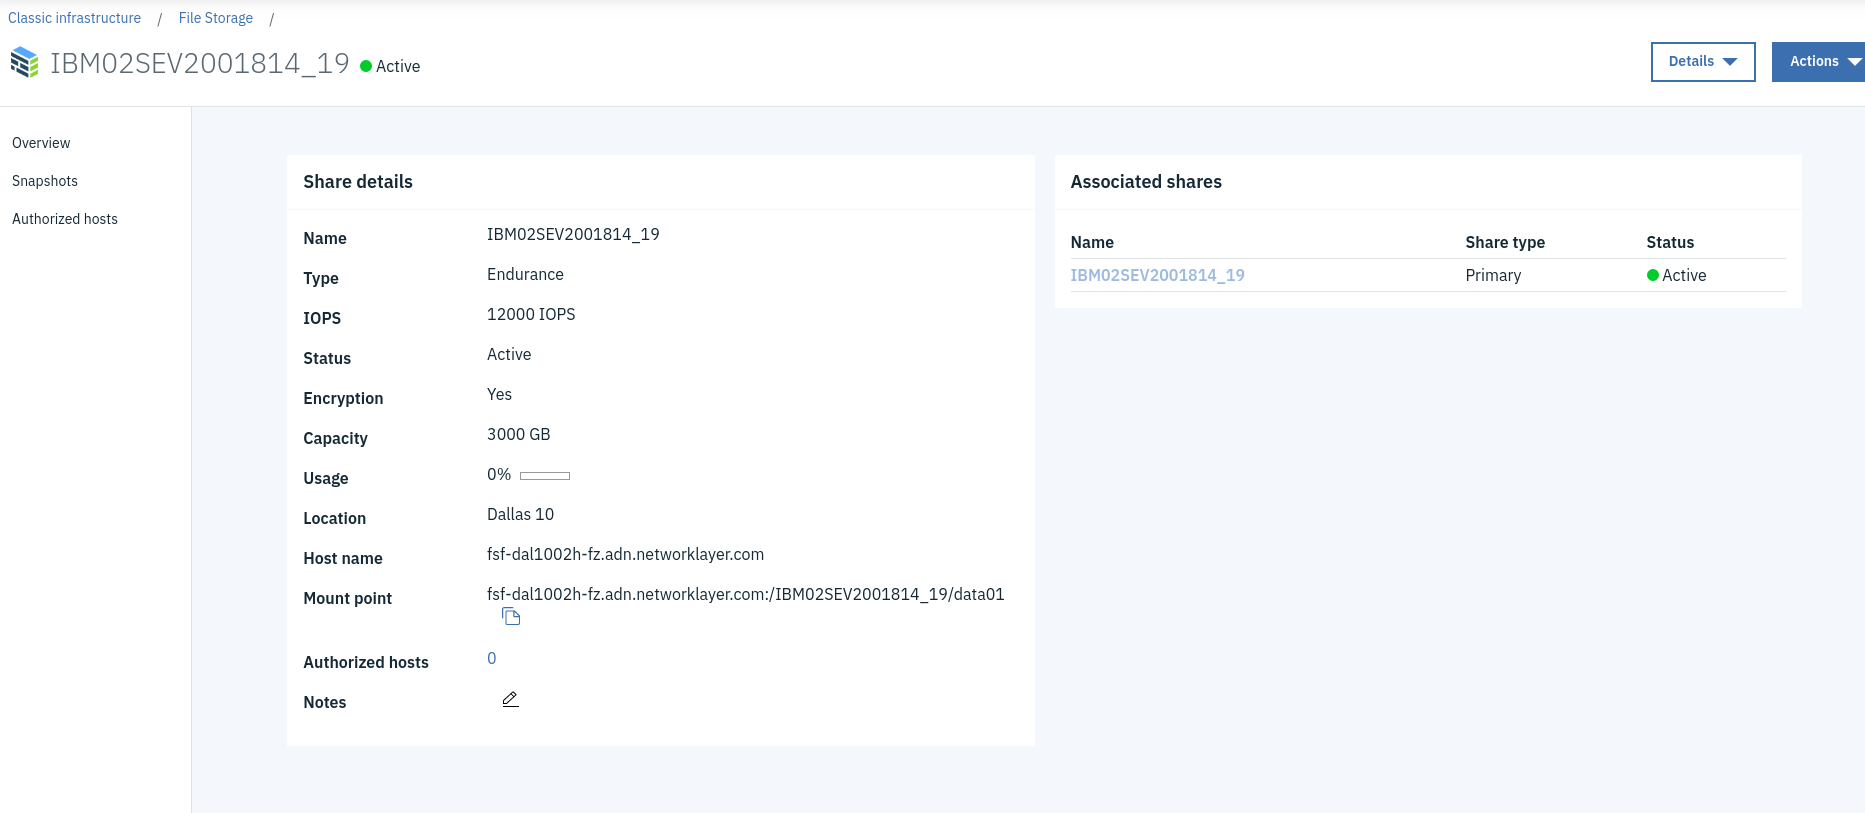 Classic infrastructure / File Storage /
IBM02SEV2001814_19 Active
Details
Actions
Overview
Snapshots
Authorized hosts
Share details
Name IBM02SEV2001814_19
Type Endurance
IOPS 12000 IOPS
Status Active
Encryption Yes
Capacity 3000 GB
Usage 0%
Location Dallas 10
Host name fsf-dal1002h-fz.adn.networklayer.com
Mount point fsf-dal1002h-fz.adn.networklayer.com:/IBM02SEV2001814_19/data01
Authorized hosts 0
Notes
Associated shares
Name Share type Status
IBM02SEV2001814_19 Primary Active